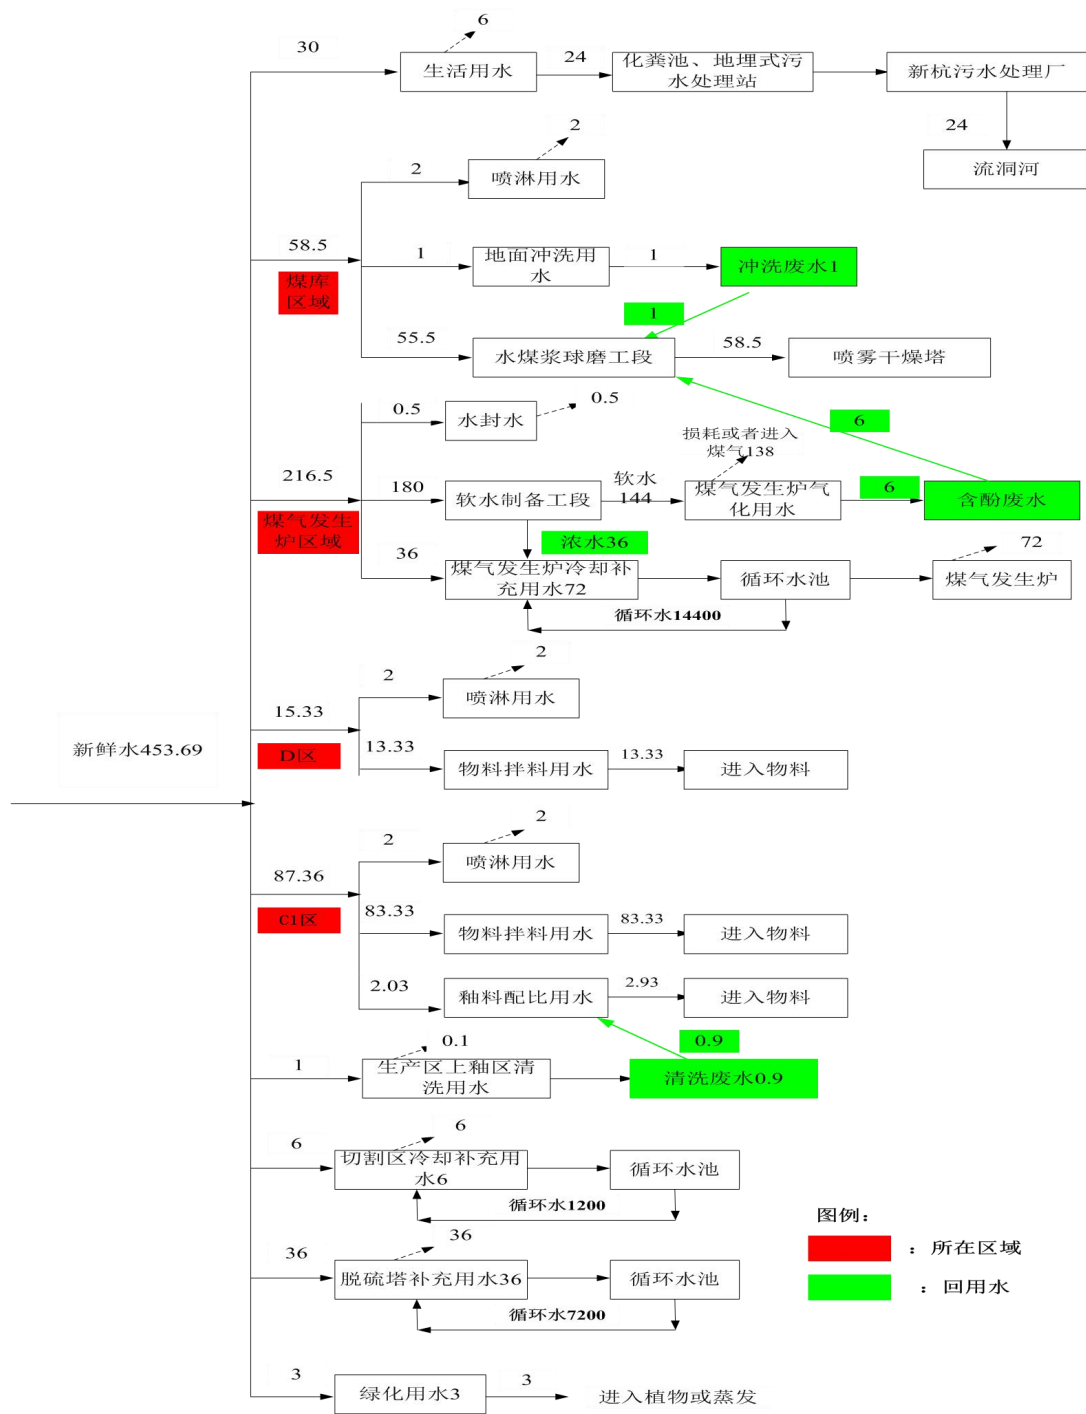 6
30
生活用水
24
化粪池、地埋式污
水处理站
新杭污水处理厂
24
流洞河
2
2
喷淋用水
58.5
煤库
区域
1
地面冲洗用
水
1
冲洗废水1
1
55.5
水煤浆球磨工段
58.5
喷雾干燥塔
0.5
水封水
0.5
6
损耗或者进入
煤气138
216.5
煤气发生
炉区域
180
软水制备工段
软水
144
煤气发生炉气
化用水
6
含酚废水
浓水36
36
煤气发生炉冷却补
充用水72
循环水池
72
煤气发生炉
循环水14400
2
2
喷淋用水
15.33
D区
13.33
物料拌料用水
13.33
进入物料
新鲜水453.69
2
2
喷淋用水
87.36
C1区
83.33
物料拌料用水
83.33
进入物料
2.03
釉料配比用水
2.93
进入物料
0.9
0.1
1
生产区上釉区清
洗用水
清洗废水0.9
6
6
切割区冷却补充用
水6
循环水池
循环水1200
图例：
：所在区域
：回用水
36
36
脱硫塔补充用水36
循环水池
循环水7200
3
绿化用水3
3
进入植物或蒸发